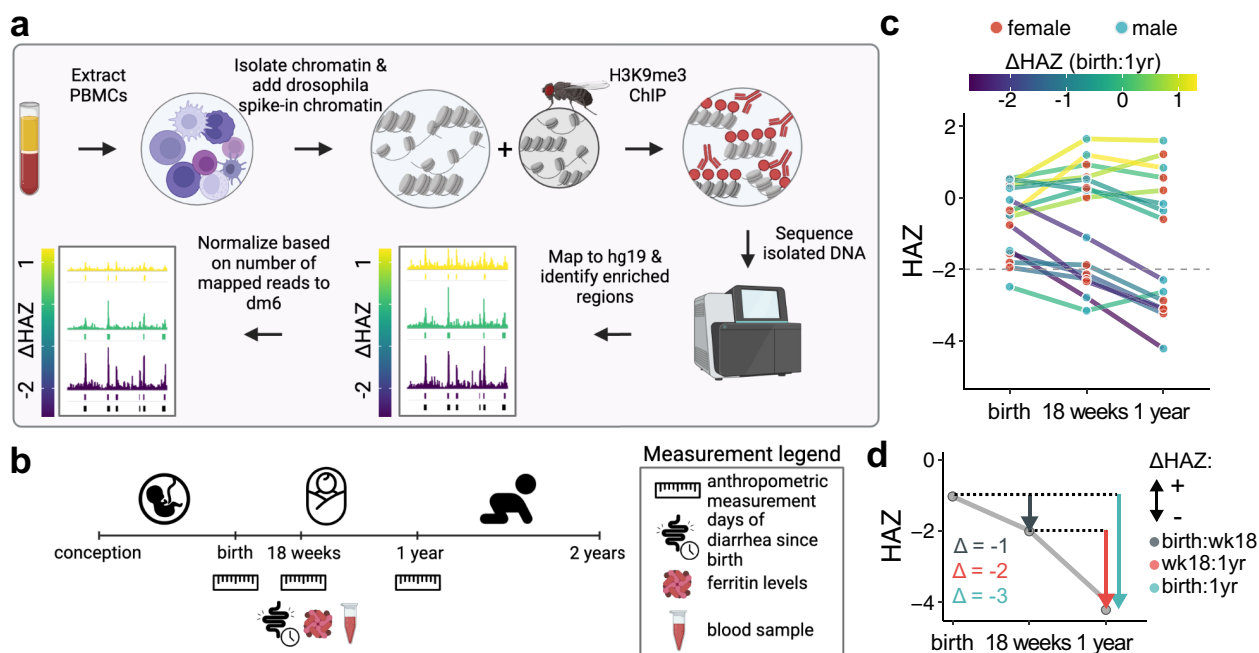 a
Extract
PBMCs
Isolate chromatin &
add drosophila
spike-in chromatin
+
H3K9me3
ChIP
Sequence
isolated DNA
Map to hg19 &
identify enriched
regions
1
ΔHAZ
-2
Normalize based
on number of
mapped reads to
dm6
1
ΔHAZ
-2
b
conception
birth
18 weeks
1 year
2 years
Measurement legend
anthropometric
measurement
days of
diarrhea since
birth
ferritin levels
blood sample
c
female
male
ΔHAZ (birth:1yr)
−2
−1
0
1
HAZ
2
0
−2
−4
birth
18 weeks
1 year
d
HAZ
0
−2
−4
Δ = -1
Δ = -2
Δ = -3
birth
18 weeks
1 year
ΔHAZ:
+
-
birth:wk18
wk18:1yr
birth:1yr